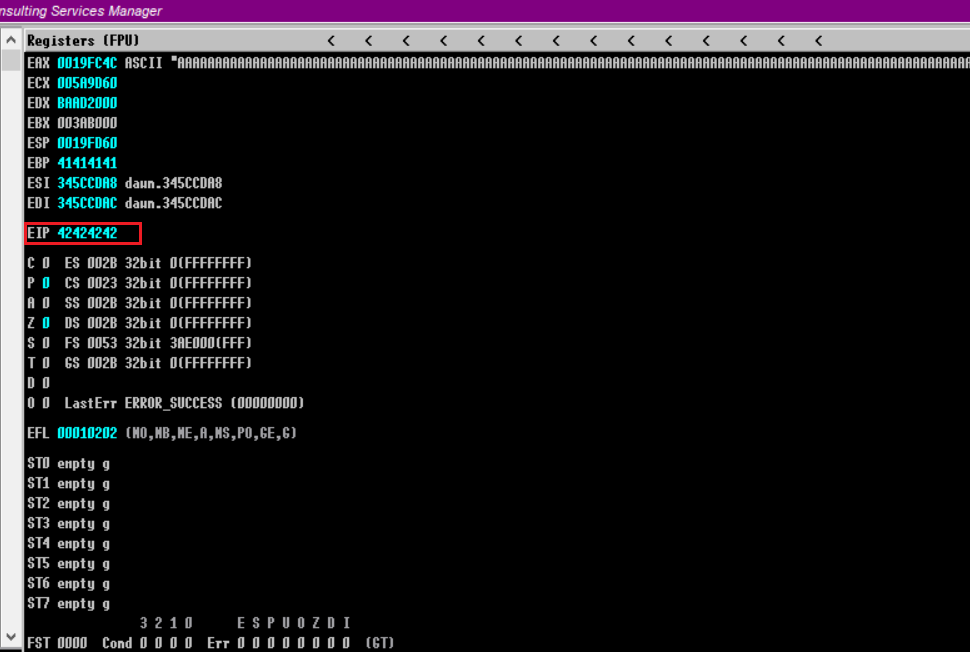 nsulting Services Manager
Registers (FPU) < < < < < < < < < < < < < <
EAX 0019FC4C ASCII "AAAAAAAAAAAAAAAAAAAAAAAAAAAAAAAAAAAAAAAAAAAAAAAAAAAAAAAAAAAAAAAAAAAAAAAAAAAAAAAAAAAAAAAAAAAAAAAAAAAAAAAAA
ECX 005A9D60
EDX BAAD2000
EBX 003AB000
ESP 0019FD60
EBP 41414141
ESI 345CCDA8 dawn.345CCDA8
EDI 345CCDAC dawn.345CCDAC
EIP 42424242
C 0 ES 002B 32bit 0(FFFFFFFF)
P 0 CS 0023 32bit 0(FFFFFFFF)
A 0 SS 002B 32bit 0(FFFFFFFF)
Z 0 DS 002B 32bit 0(FFFFFFFF)
S 0 FS 0053 32bit 3AE000(FFF)
T 0 GS 002B 32bit 0(FFFFFFFF)
D 0
O 0 LastErr ERROR_SUCCESS (00000000)
EFL 00010202 (NO,NB,NE,A,NS,PO,GE,G)
ST0 empty g
ST1 empty g
ST2 empty g
ST3 empty g
ST4 empty g
ST5 empty g
ST6 empty g
ST7 empty g
3 2 1 0 E S P U O Z D I
FST 0000 Cond 0 0 0 0 Err 0 0 0 0 0 0 0 0 (GT)